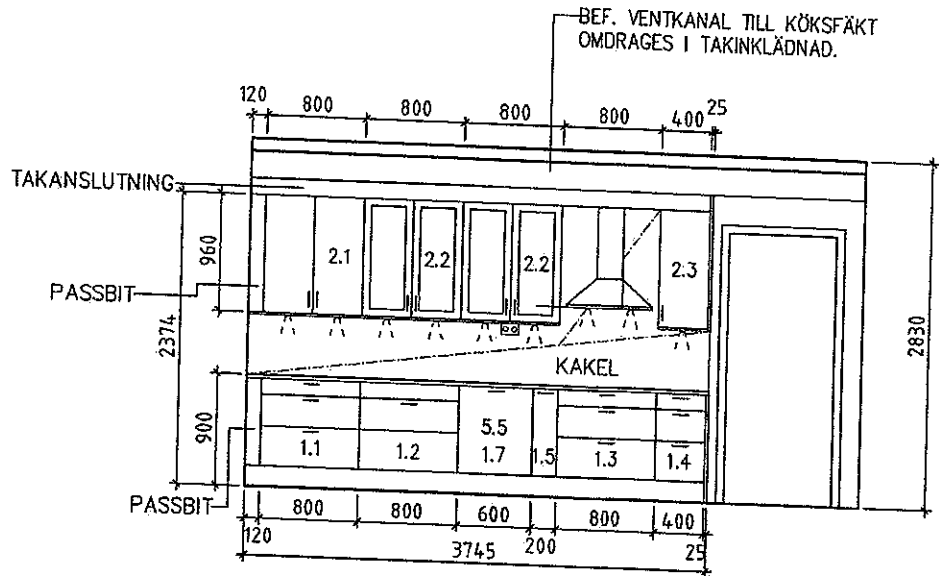 BEF. VENTKANAL TILL KÖKSFÄKT
OMDRAGES I TAKINKLÄDNAD.
120 800 800 800 800 400 25
TAKANSLUTNING
960
2.1 2.2 2.2 2.3
PASSBIT
2374
2830
KAKEL
900
5.5
1.1 1.2 1.7 1.5 1.3 1.4
PASSBIT
800 800 600 800 400
120 3745 200 25